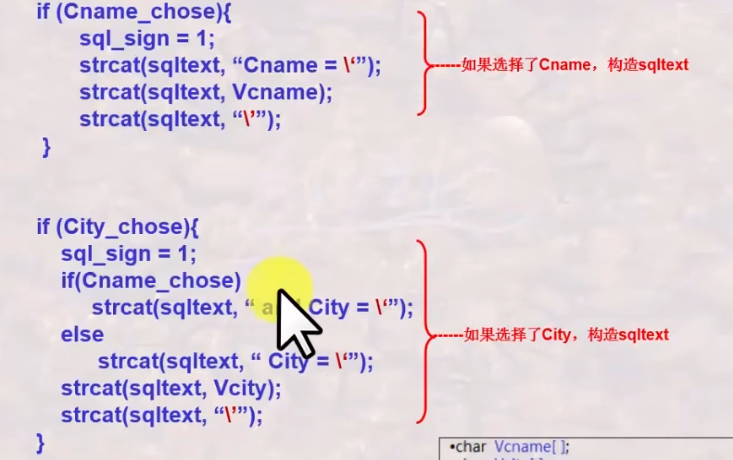 if (Cname_chose){
sql_sign = 1;
strcat(sqltext, “Cname = \‘”);
strcat(sqltext, Vcname);
strcat(sqltext, “\’”);
}
-----如果选择了Cname，构造sqltext
if (City_chose){
sql_sign = 1;
if(Cname_chose)
strcat(sqltext, “ and City = \‘”);
else
strcat(sqltext, “ City = \‘”);
strcat(sqltext, Vcity);
strcat(sqltext, “\’”);
}
-----如果选择了City，构造sqltext
•char Vcname[ ];